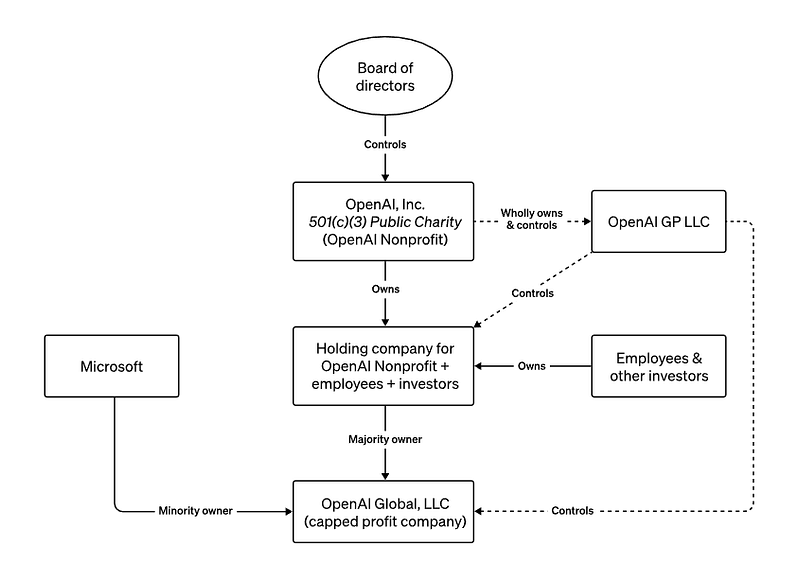 Board of
directors
Controls
OpenAI, Inc.
501(c)(3) Public Charity
(OpenAI Nonprofit)
Wholly owns
& controls
OpenAI GP LLC
Owns
Controls
Microsoft
Holding company for
OpenAI Nonprofit +
employees + investors
Owns
Employees &
other investors
Majority owner
Minority owner
OpenAI Global, LLC
(capped profit company)
Controls